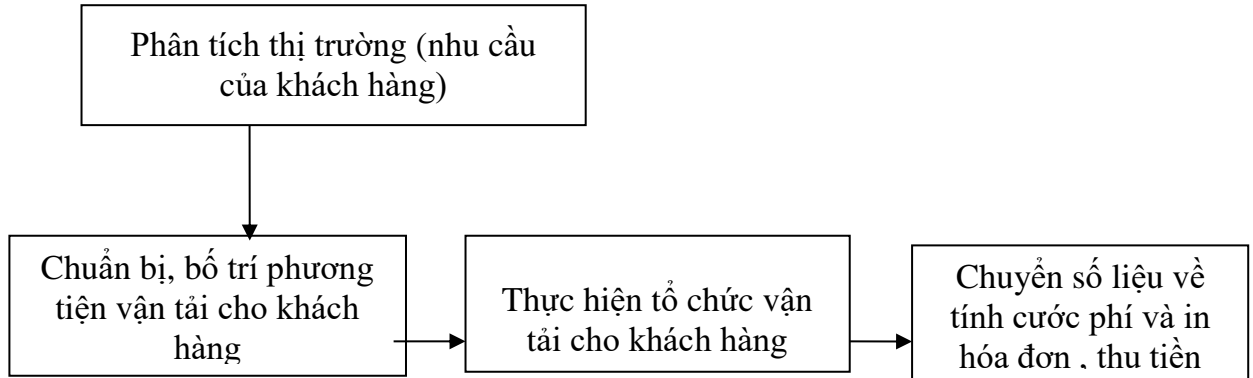 Phân tích thị trường (nhu cầu
của khách hàng)
Chuẩn bị, bố trí phương
tiện vận tải cho khách
hàng
Thực hiện tổ chức vận
tải cho khách hàng
Chuyển số liệu về
tính cước phí và in
hóa đơn , thu tiền